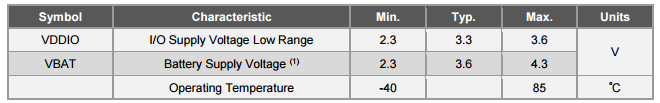 Symbol Characteristic Min. Typ. Max. Units
VDDIO I/O Supply Voltage Low Range 2.3 3.3 3.6 V
VBAT Battery Supply Voltage (1) 2.3 3.6 4.3
Operating Temperature -40 85 ˚C